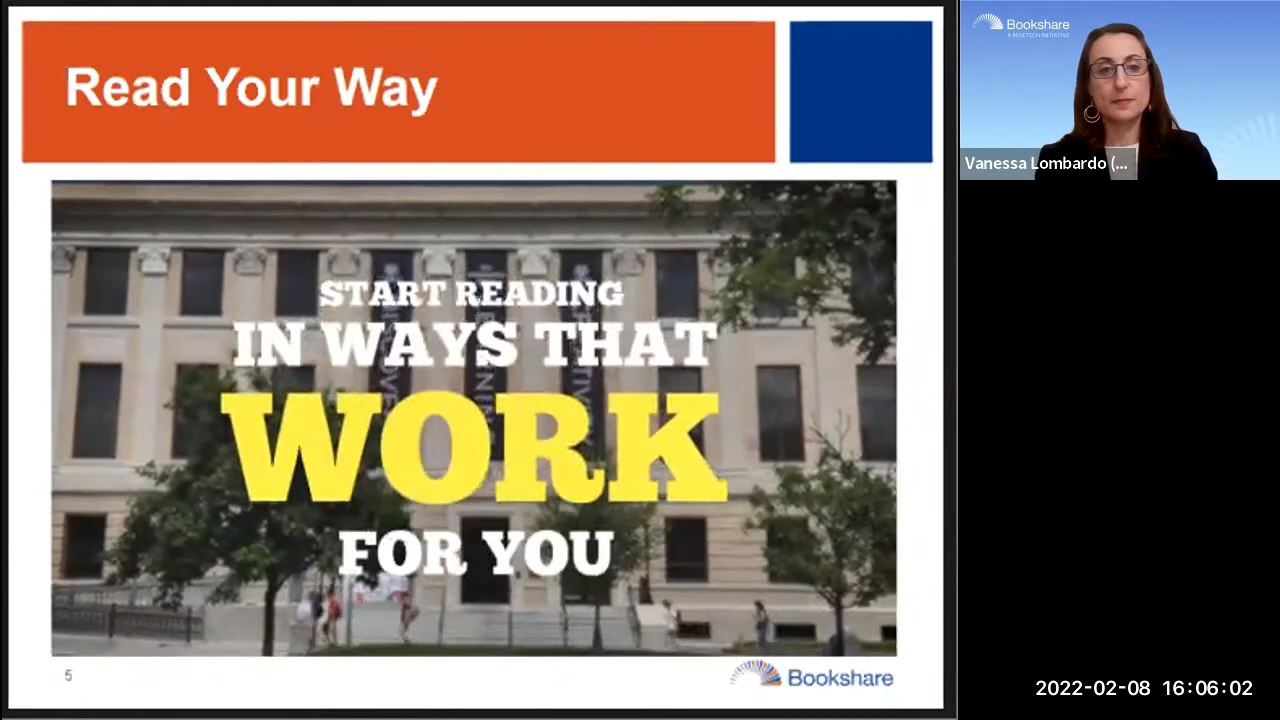 Read Your Way
START READING
IN WAYS THAT
WORK
FOR YOU
5
Bookshare
Bookshare
A BENETECH INITIATIVE
Vanessa Lombardo (...
2022-02-08 16:06:02